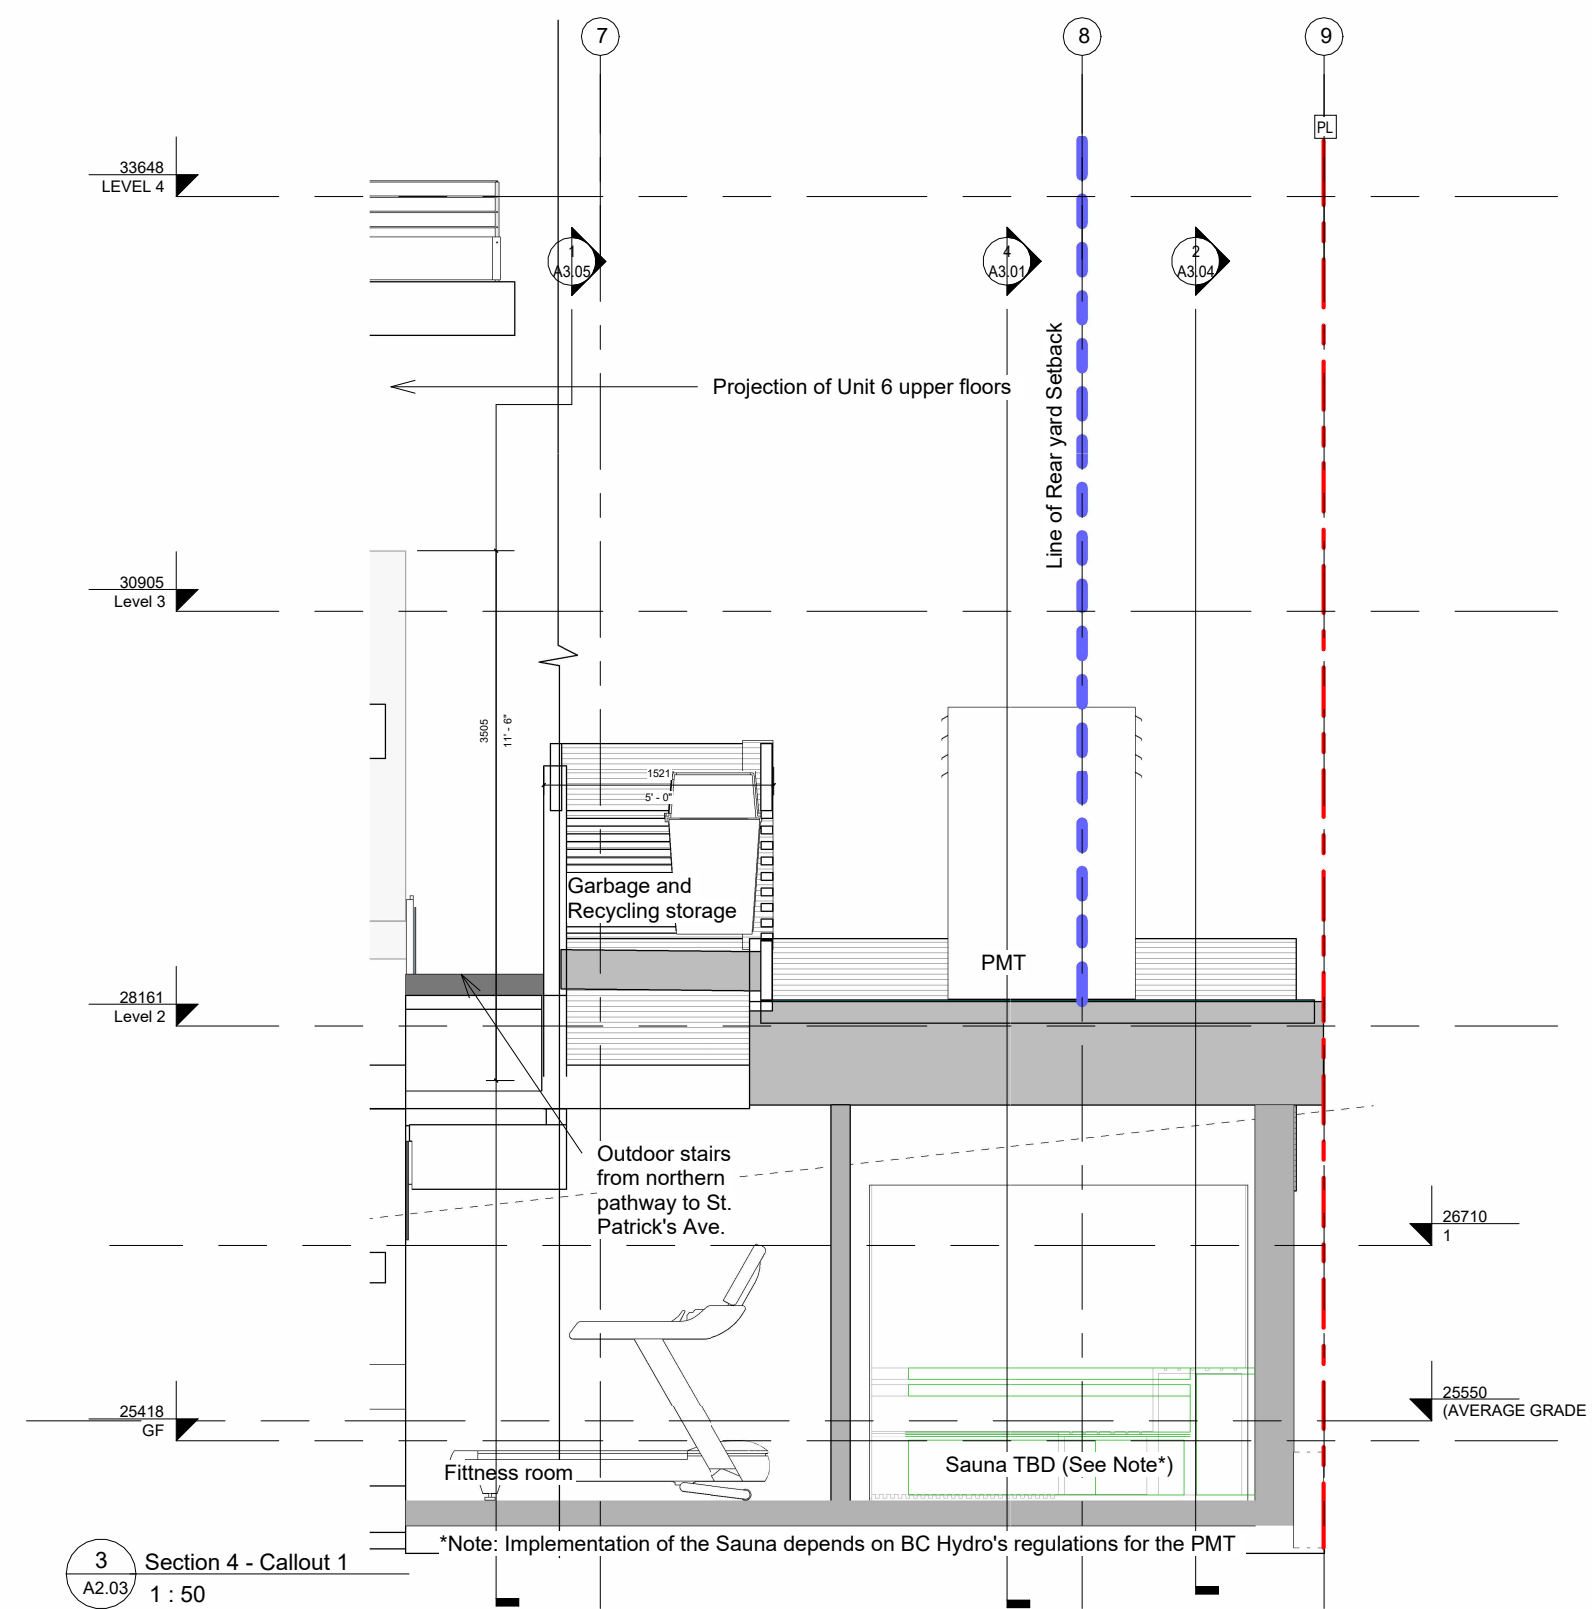 7
8
9
PL
33648
LEVEL 4
1
A3.05
4
A3.01
2
A3.04
Projection of Unit 6 upper floors
Line of Rear yard Setback
30905
Level 3
3505
11' - 6"
1521
5' - 0"
Garbage and
Recycling storage
PMT
28161
Level 2
Outdoor stairs
from northern
pathway to St.
Patrick's Ave.
26710
1
25550
(AVERAGE GRADE
25418
GF
Fittness room
Sauna TBD (See Note*)
*Note: Implementation of the Sauna depends on BC Hydro's regulations for the PMT
3
A2.03
Section 4 - Callout 1
1 : 50